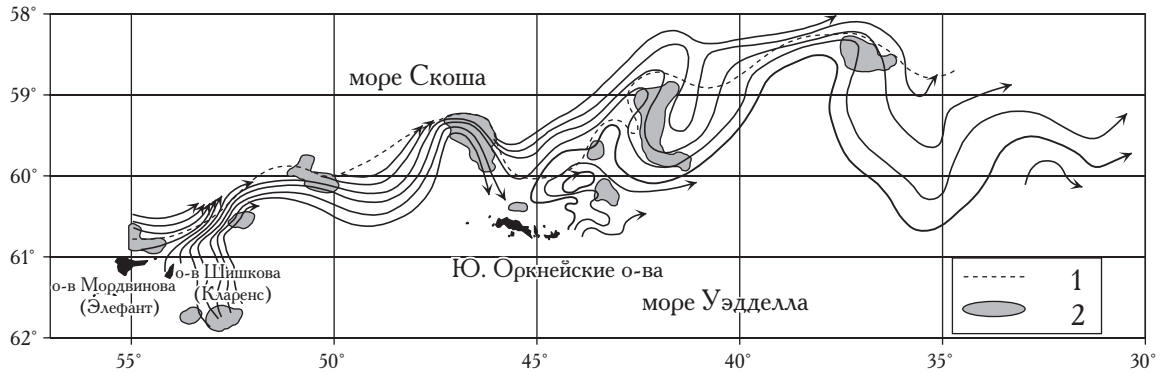 58°
59°
60°
61°
62°
море Скоша
о-в Мордвинова
(Элефант)
о-в Шишкова
(Кларенс)
Ю. Оркнейские о-ва
море Уэдделла
1
2
55°
50°
45°
40°
35°
30°